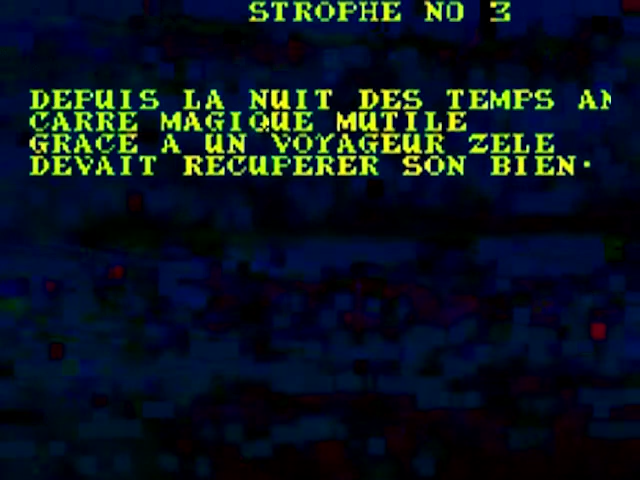 STROPHE NO 3
DEPUIS LA NUIT DES TEMPS
CARRE MAGIQUE MUTILE
GRACE A UN VOYAGEUR ZELE
DEVAIT RECUPERER SON BIEN.